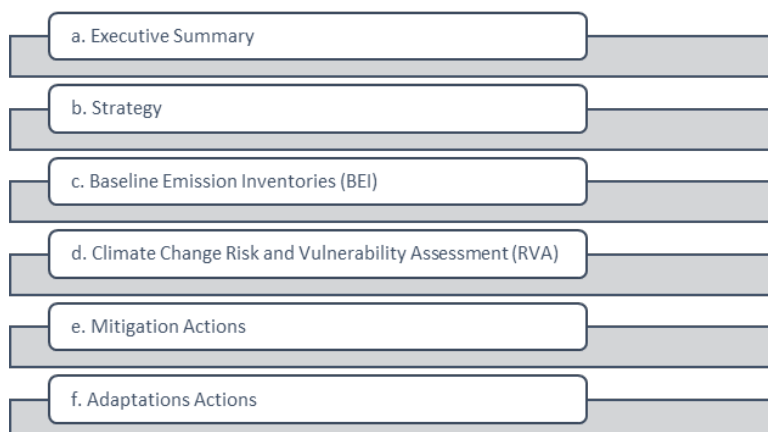 a. Executive Summary
b. Strategy
c. Baseline Emission Inventories (BEI)
d. Climate Change Risk and Vulnerability Assessment (RVA)
e. Mitigation Actions
f. Adaptations Actions